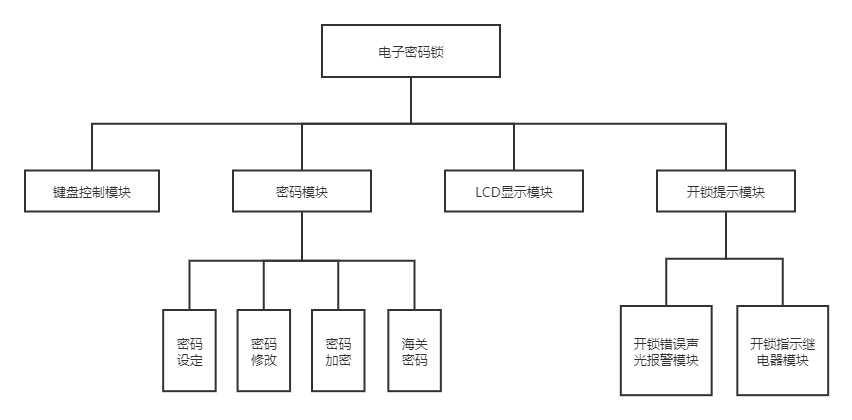 电子密码锁
键盘控制模块
密码模块
LCD显示模块
开锁提示模块
密码
设定
密码
修改
密码
加密
海关
密码
开锁错误声
光报警模块
开锁指示继
电器模块